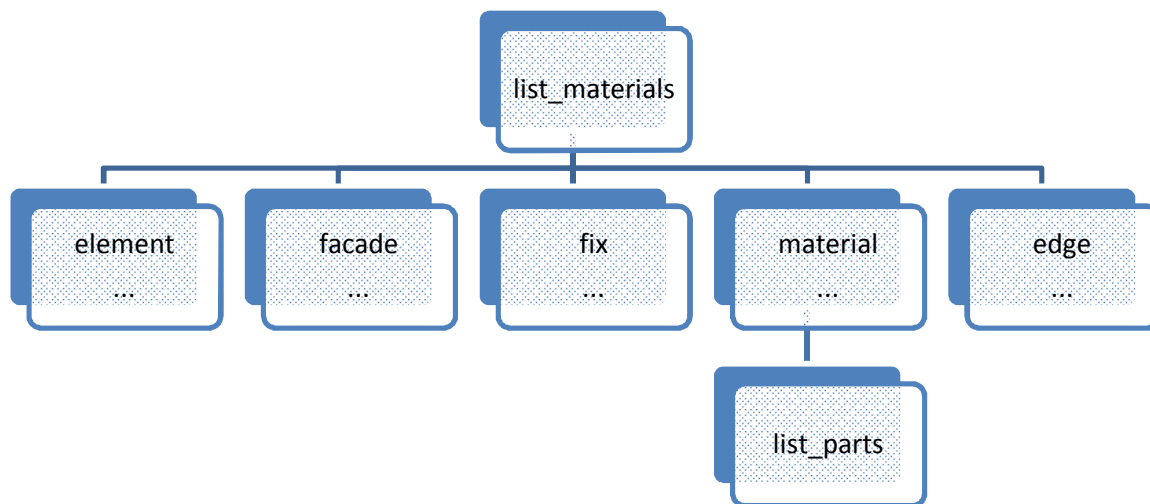 list_materials
element
...
facade
...
fix
...
material
...
edge
...
list_parts